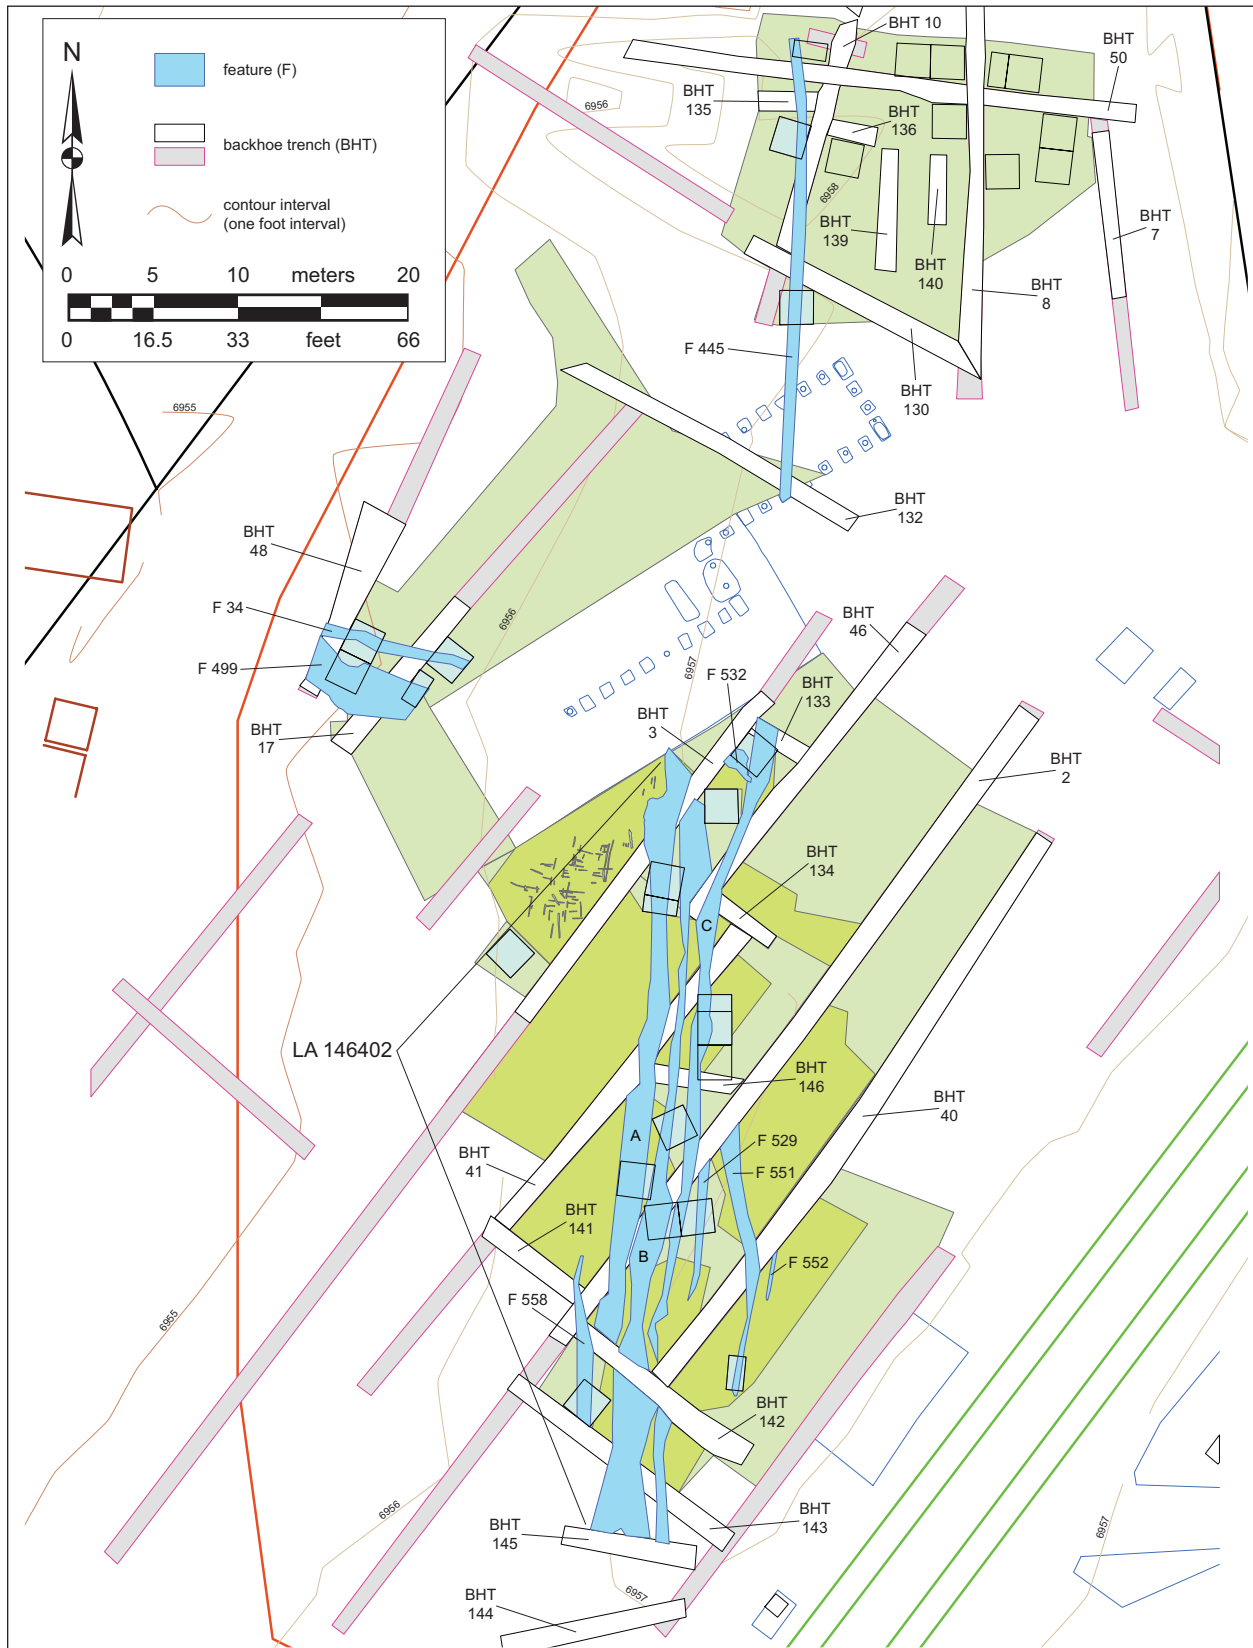 N
feature (F)
backhoe trench (BHT)
contour interval
(one foot interval)
0 5 10 meters 20
0 16.5 33 feet 66
BHT 10
BHT
50
6956
BHT
135
BHT
136
6958
BHT
139
BHT
140
BHT
7
BHT
8
F 445
BHT
130
6955
BHT
132
BHT
48
F 34
F 499
6956
BHT
46
6957
F 532
BHT
133
BHT
3
BHT
17
BHT
2
BHT
134
C
LA 146402
BHT
146
BHT
40
A
F 529
BHT
41
F 551
BHT
141
B
F 552
F 558
6955
BHT
142
6956
BHT
143
BHT
145
6957
6957
BHT
144